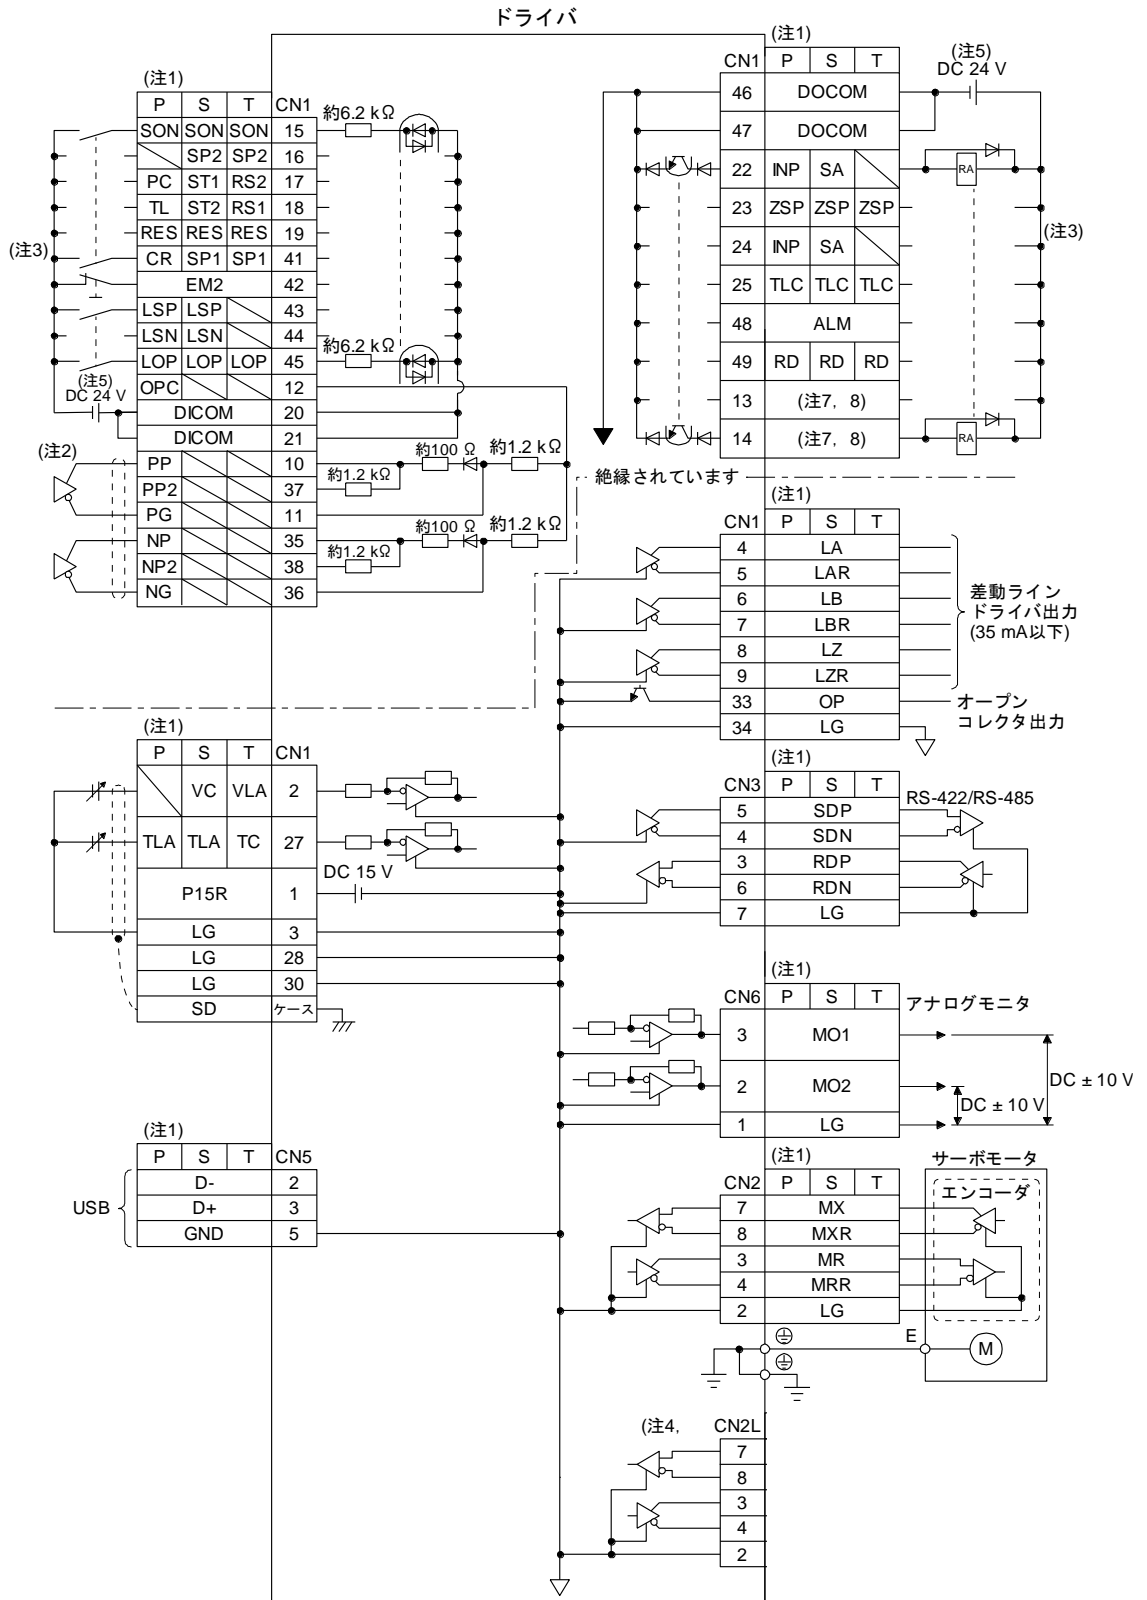 ドライバ
(注1)
P S T CN1
SON SON SON 15 約6.2 kΩ
SP2 SP2 16
PC ST1 RS2 17
TL ST2 RS1 18
RES RES RES 19
(注3)
CR SP1 SP1 41
EM2 42
LSP LSP 43
LSN LSN 44
LOP LOP LOP 45 約6.2 kΩ
(注5)
DC 24 V
OPC 12
DICOM 20
DICOM 21
(注2)
PP 10 約100 Ω 約1.2 kΩ
PP2 37 約1.2 kΩ
PG 11
NP 35 約100 Ω 約1.2 kΩ
NP2 38 約1.2 kΩ
NG 36
(注1)
CN1 P S T
(注5)
DC 24 V
46 DOCOM
47 DOCOM
22 INP SA RA
23 ZSP ZSP ZSP
(注3)
24 INP SA
25 TLC TLC TLC
48 ALM
49 RD RD RD
13 (注7, 8)
14 (注7, 8) RA
絶縁されています
(注1)
CN1 P S T
4 LA
5 LAR
6 LB
7 LBR
8 LZ
9 LZR
差動ライン
ドライバ出力
(35 mA以下)
33 OP
オープン
コレクタ出力
34 LG
(注1)
P S T CN1
VC VLA 2
TLA TLA TC 27
DC 15 V
P15R 1
LG 3
LG 28
LG 30
SD ケース
(注1)
CN3 P S T
RS-422/RS-485
5 SDP
4 SDN
3 RDP
6 RDN
7 LG
(注1)
CN6 P S T
アナログモニタ
3 MO1
DC ± 10 V
2 MO2
DC ± 10 V
1 LG
(注1)
P S T CN5
USB
D- 2
D+ 3
GND 5
(注1)
CN2 P S T
サーボモータ
エンコーダ
7 MX
8 MXR
3 MR
4 MRR
2 LG
E
M
(注4, CN2L
7
8
3
4
2